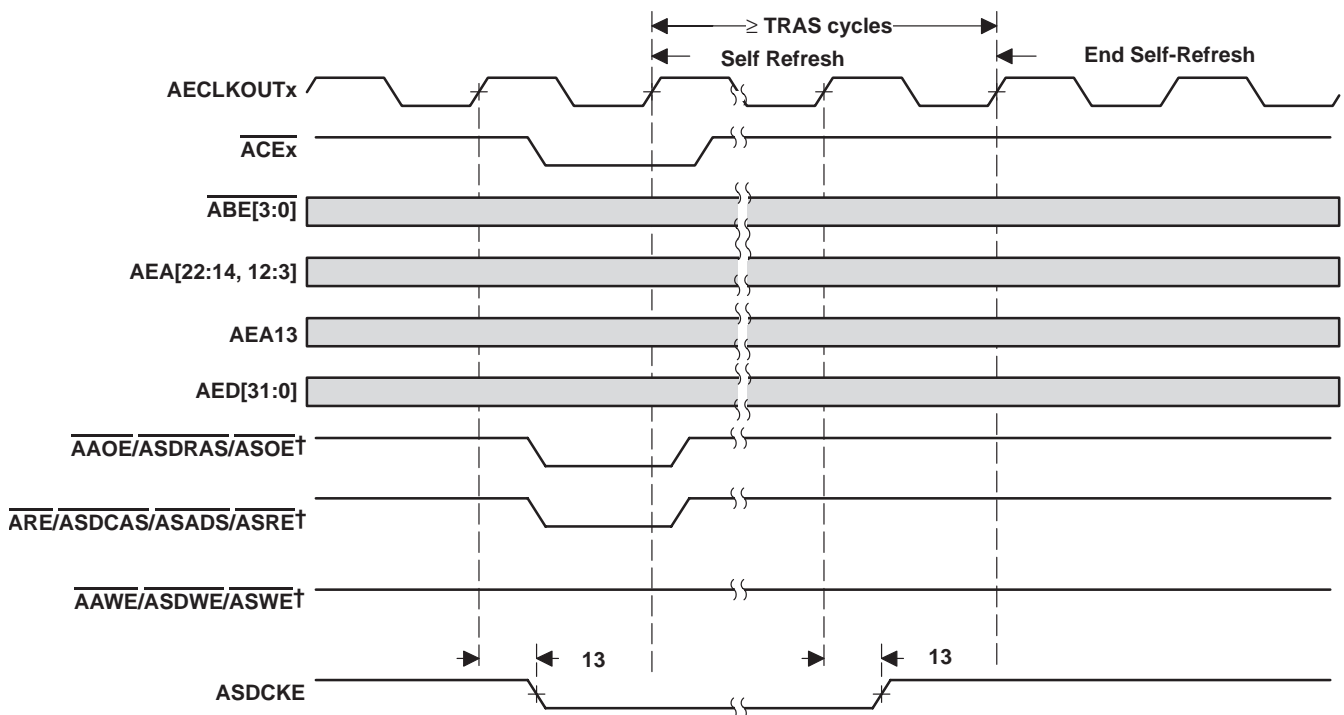 ≥ TRAS cycles
Self Refresh
End Self-Refresh
AECLKOUTx
ACEx
ABE[3:0]
AEA[22:14, 12:3]
AEA13
AED[31:0]
AAOE/ASDRAS/ASOE†
ARE/ASDCAS/ASADS/ASRE†
AAWE/ASDWE/ASWE†
13
13
ASDCKE